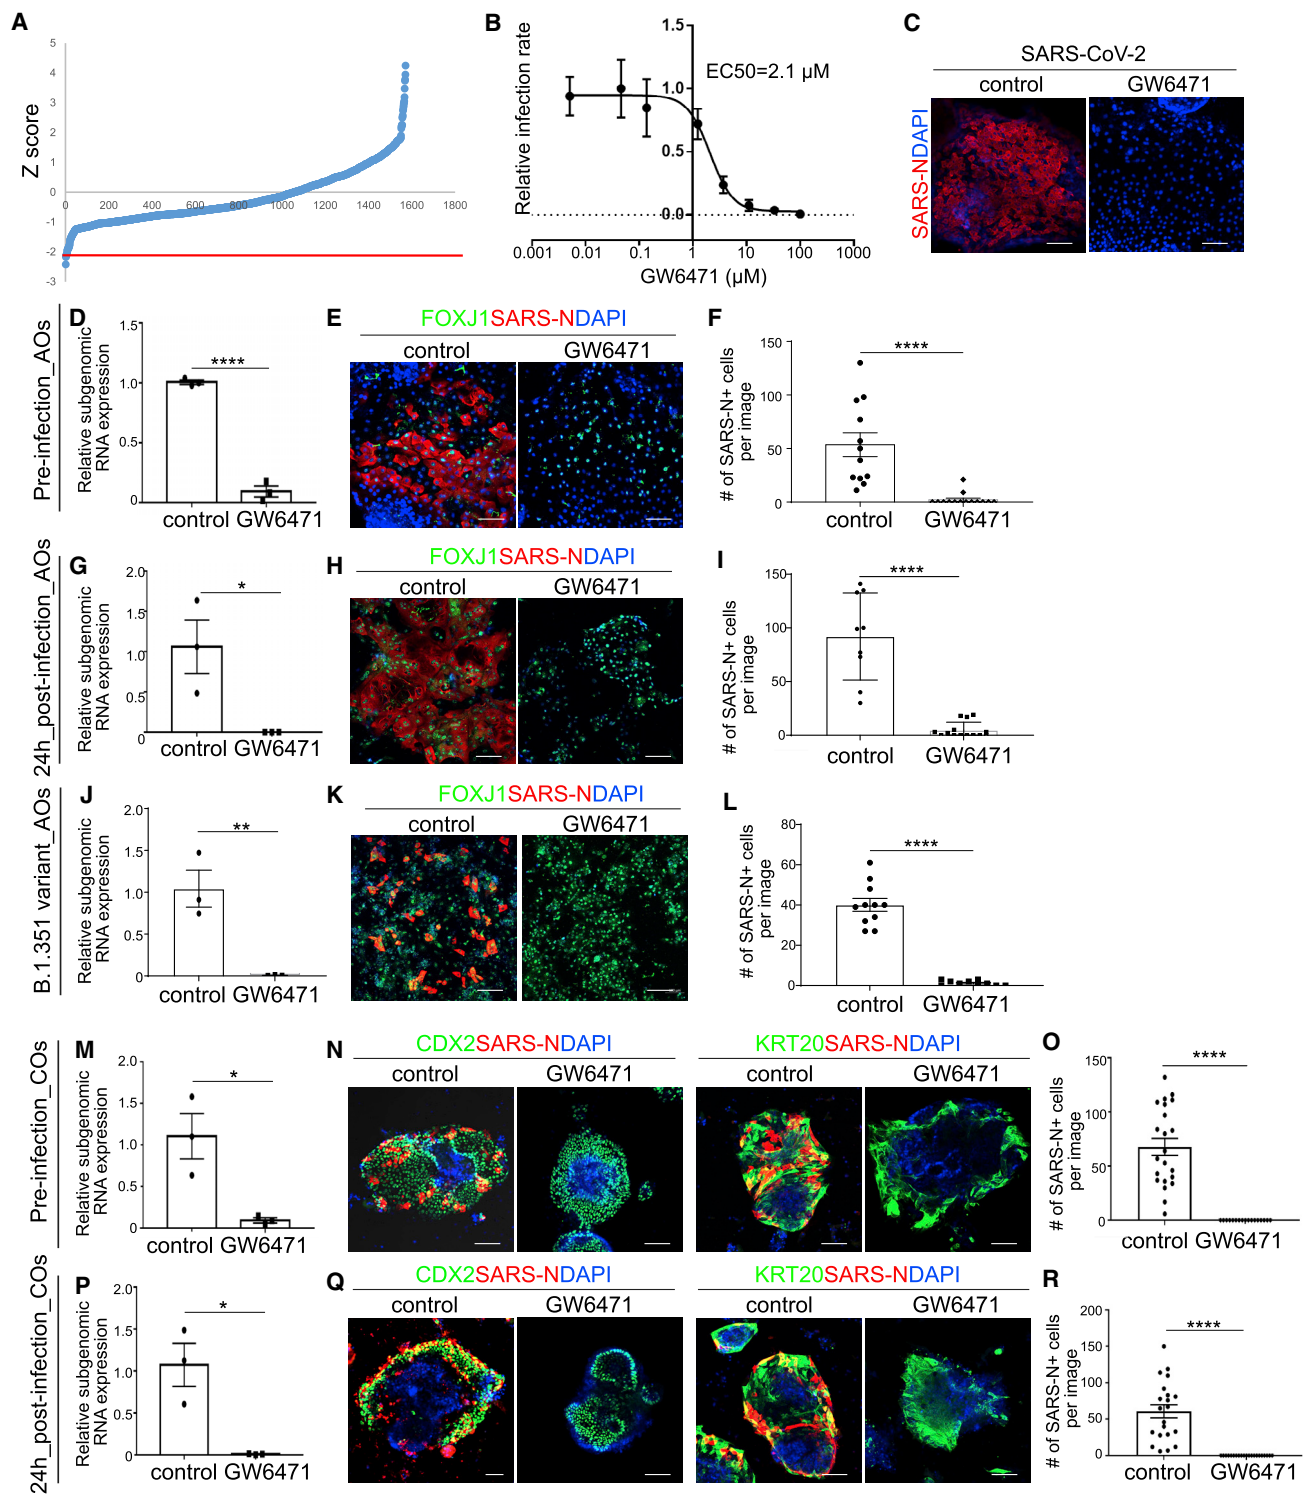 A
5
4
3
2
1
0
-1
-2
-3
Z score
0 200 400 600 800 1000 1200 1400 1600 1800
B
Relative infection rate
1.5
1.0
0.5
0.0
EC50=2.1 µM
0.001 0.01 0.1 1 10 100 1000
GW6471 (µM)
C
SARS-CoV-2
control GW6471
SARS-NDAPI
Pre-infection_AOs
D
Relative subgenomic
RNA expression
1.5
1.0
0.5
0
****
control GW6471
E
FOXJ1SARS-NDAPI
control GW6471
F
# of SARS-N+ cells
per image
150
100
50
0
****
control GW6471
24h_post-infection_AOs
G
Relative subgenomic
RNA expression
2.0
1.5
1.0
0.5
0
*
control GW6471
H
FOXJ1SARS-NDAPI
control GW6471
I
# of SARS-N+ cells
per image
150
100
50
0
****
control GW6471
B.1.351 variant_AOs
J
Relative subgenomic
RNA expression
2.0
1.5
1.0
0.5
0
**
control GW6471
K
FOXJ1SARS-NDAPI
control GW6471
L
# of SARS-N+ cells
per image
80
60
40
20
0
****
control GW6471
Pre-infection_COs
M
Relative subgenomic
RNA expression
2.0
1.5
1.0
0.5
0
*
control GW6471
N
CDX2SARS-NDAPI
control GW6471
KRT20SARS-NDAPI
control GW6471
O
# of SARS-N+ cells
per image
150
100
50
0
****
control GW6471
24h_post-infection_COs
P
Relative subgenomic
RNA expression
2.0
1.5
1.0
0.5
0
*
control GW6471
Q
CDX2SARS-NDAPI
control GW6471
KRT20SARS-NDAPI
control GW6471
R
# of SARS-N+ cells
per image
200
150
100
50
0
****
control GW6471